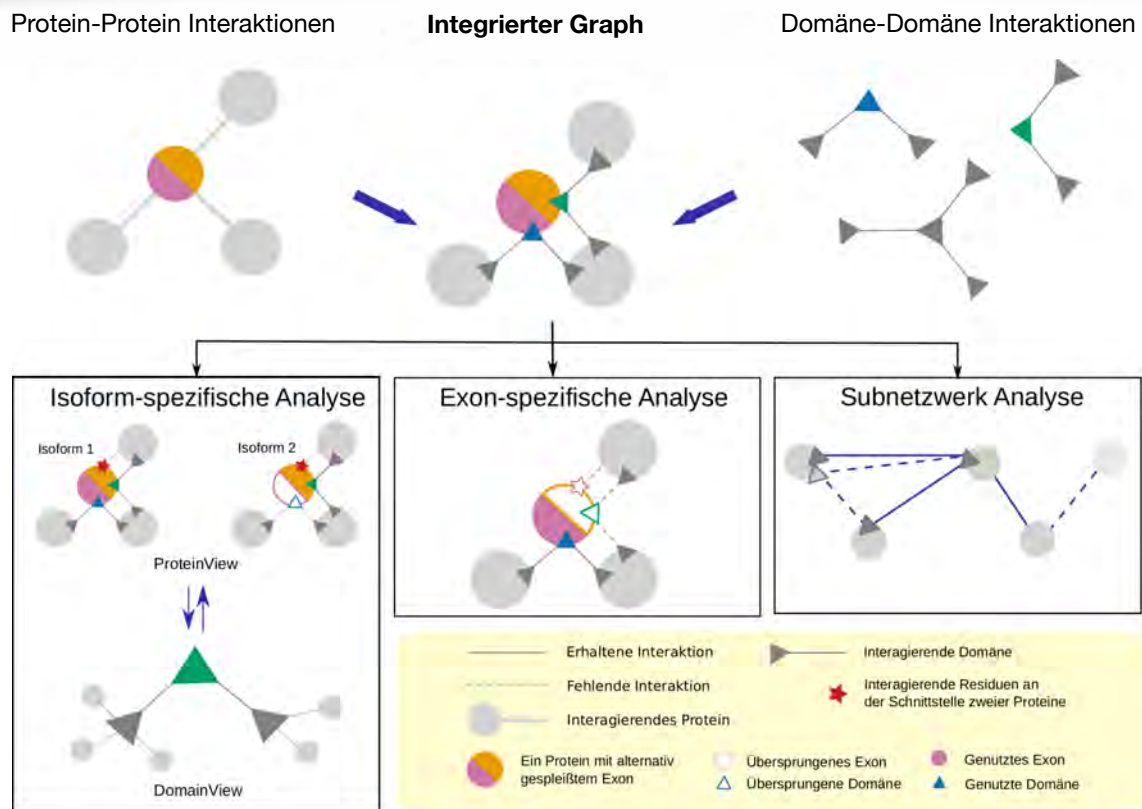 Protein-Protein Interaktionen
Integrierter Graph
Domäne-Domäne Interaktionen
Isoform-spezifische Analyse
Isoform 1
Isoform 2
ProteinView
DomainView
Exon-spezifische Analyse
Subnetzwerk Analyse
Erhaltene Interaktion
Interagierende Domäne
Fehlende Interaktion
Interagierende Residuen an
der Schnittstelle zweier Proteine
Interagierendes Protein
Ein Protein mit alternativ
gespleißtem Exon
Übersprungenes Exon
Übersprungene Domäne
Genutztes Exon
Genutzte Domäne